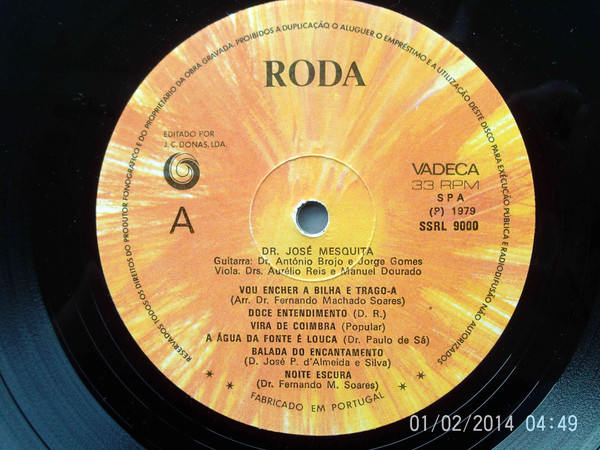 RESERVADOS TODOS OS DIREITOS DO PRODUTOR FONOGRÁFICO E DO PROPRIETÁRIO DA OBRA GRAVADA. PROIBIDOS A DUPLICAÇÃO O ALUGUER O EMPRÉSTIMO E A UTILIZAÇÃO DESTE DISCO PARA EXECUÇÃO PÚBLICA E RADIODIFUSÃO NÃO AUTORIZADOS
RODA
EDITADO POR
J. C. DONAS, LDA.
A
VADECA
33 RPM
SPA
(P) 1979
SSRL 9000
DR. JOSÉ MESQUITA
Guitarra: Dr. António Brojo e Jorge Gomes
Viola. Drs. Aurélio Reis e Manuel Dourado
VOU ENCHER A BILHA E TRAGO-A
(Arr. Dr. Fernando Machado Soares)
DOCE ENTENDIMENTO (D. R.)
VIRA DE COIMBRA (Popular)
A ÁGUA DA FONTE É LOUCA (Dr. Paulo de Sá)
BALADA DO ENCANTAMENTO
(D. José P. d'Almeida e Silva)
NOITE ESCURA
(Dr. Fernando M. Soares)
* * FABRICADO EM PORTUGAL * *
01/02/2014 04:49